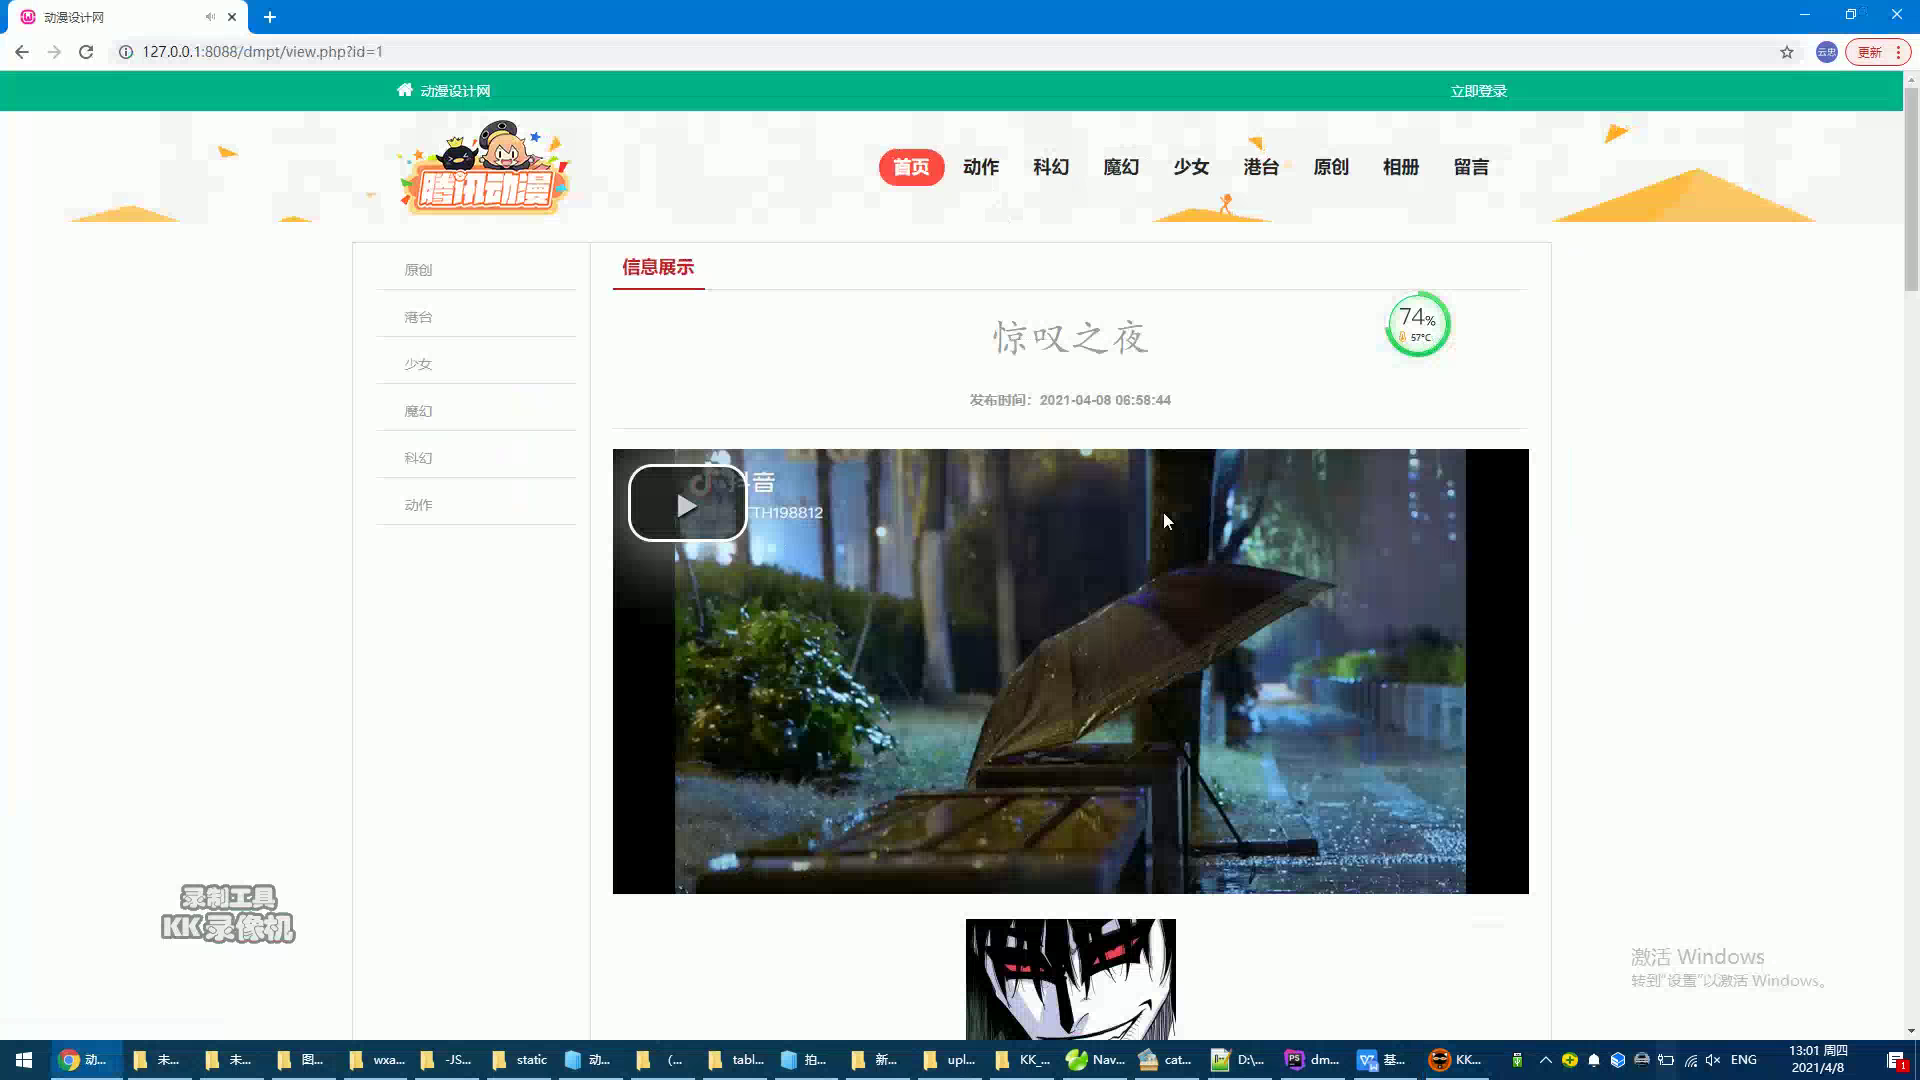 动漫设计网
127.0.0.1:8088/dmpt/view.php?id=1
云忠
更新
动漫设计网
立即登录
腾讯动漫
首页 动作 科幻 魔幻 少女 港台 原创 相册 留言
原创
港台
少女
魔幻
科幻
动作
信息展示
74%
57°C
惊叹之夜
发布时间：2021-04-08 06:58:44
抖音
TH198812
录制工具
KK录像机
激活 Windows
转到“设置”以激活 Windows。
动... 未... 未... 图... wxa... -JS... static 动... (... tabl... 拍... 新... upl... KK_... Nav... cat... D:\... dm... 基... KK... ENG
13:01 周四
2021/4/8
1